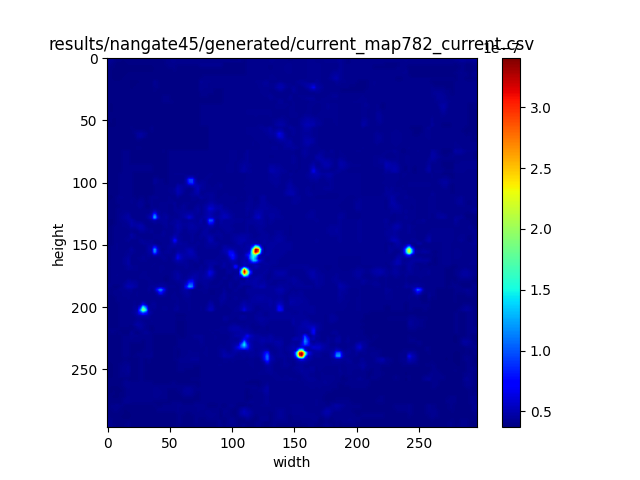 results/nangate45/generated/current_map782_current.csv
1e−7
0
50
100
150
200
250
height
0 50 100 150 200 250
width
3.0
2.5
2.0
1.5
1.0
0.5